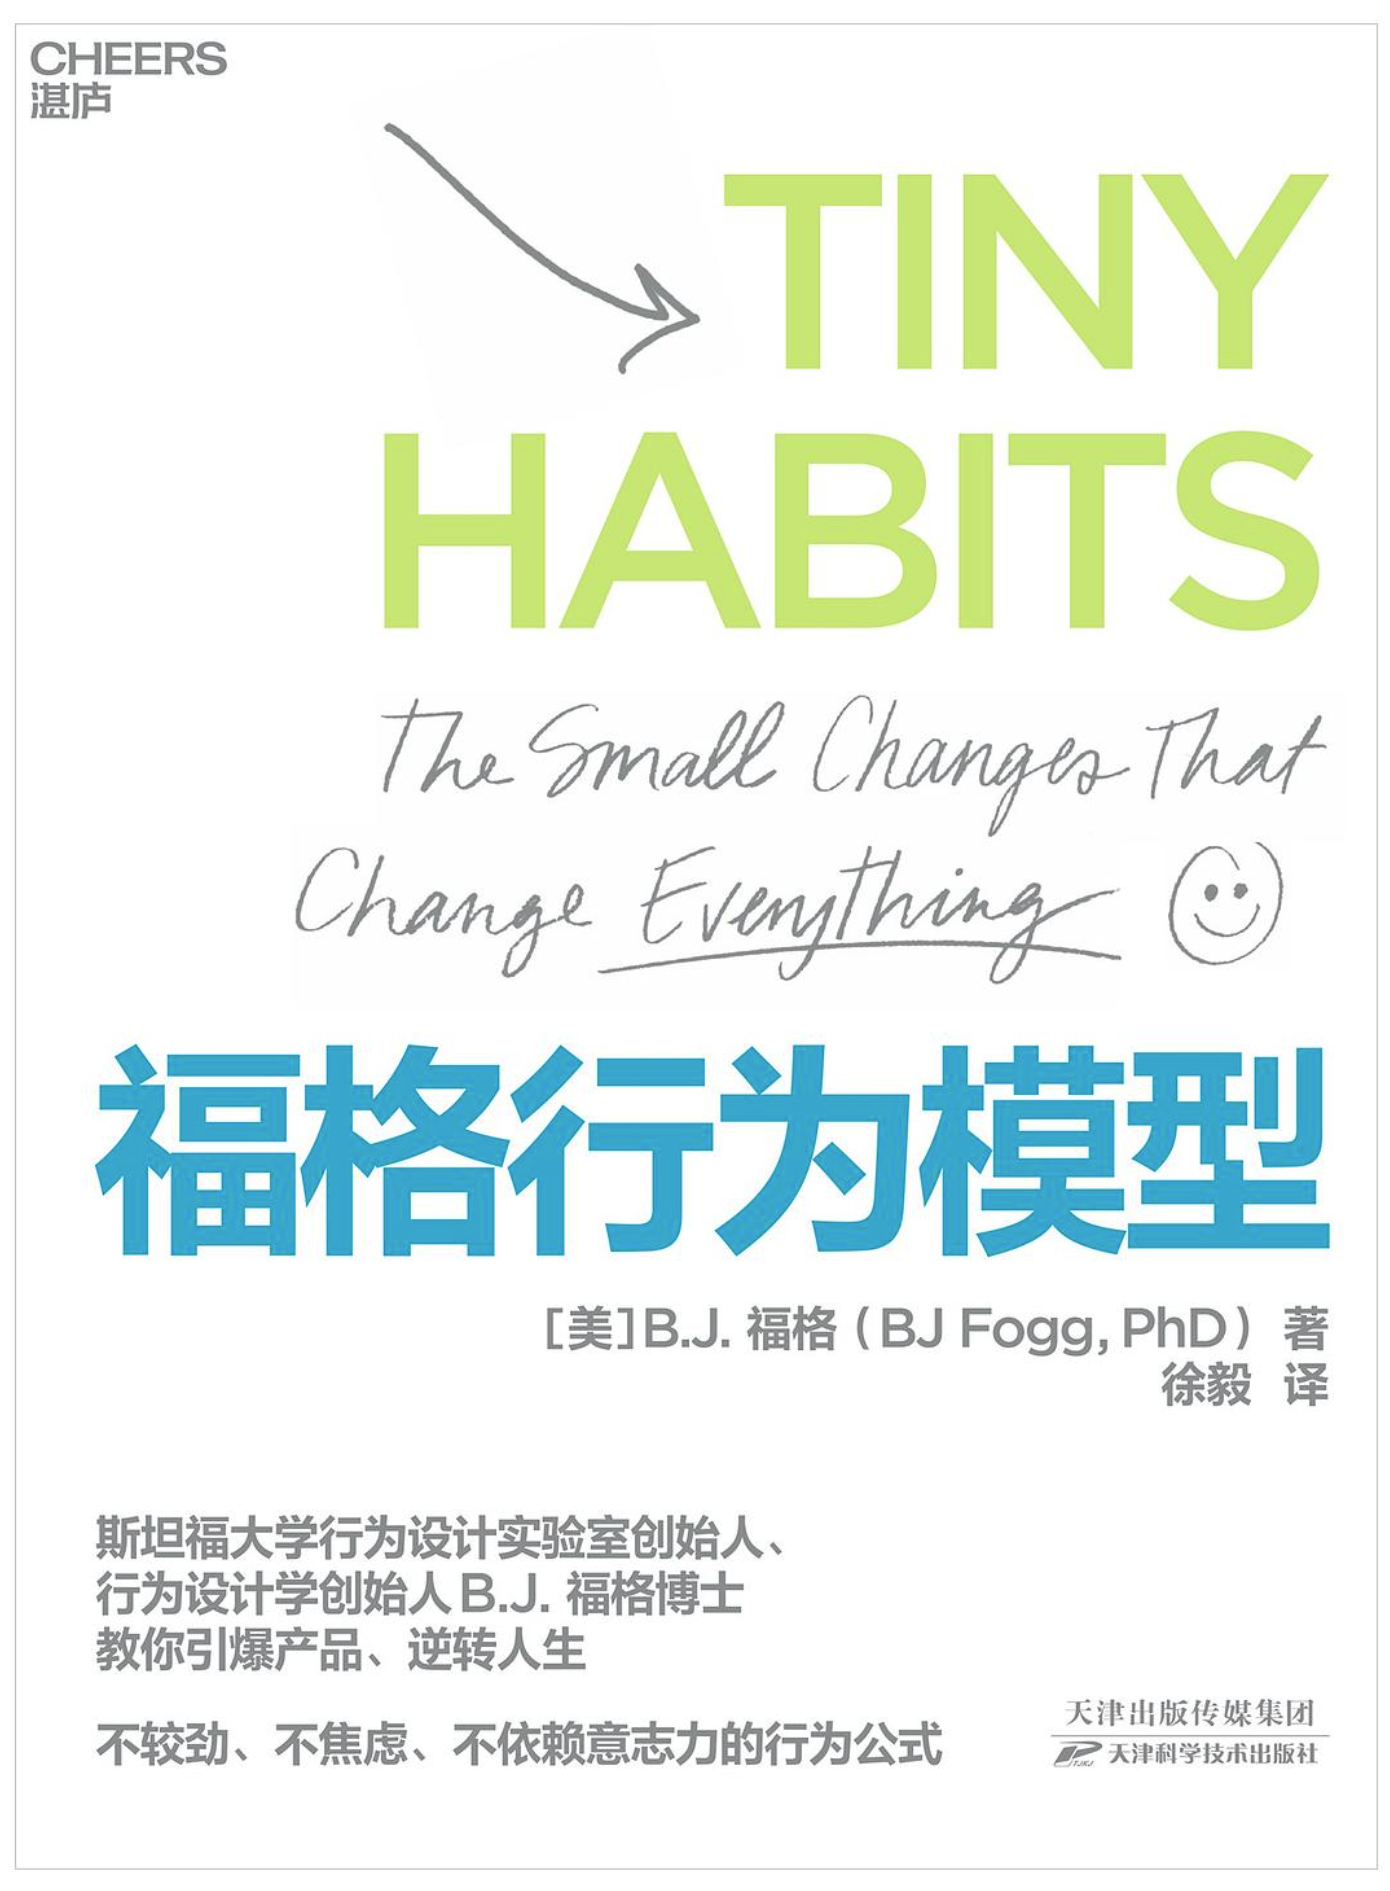 CHEERS
湛庐
TINY
HABITS
The Small Changes That
Change Everything
福格行为模型
[美]B.J. 福格（BJ Fogg, PhD） 著
徐毅 译
斯坦福大学行为设计实验室创始人、
行为设计学创始人B.J. 福格博士
教你引爆产品、逆转人生
不较劲、不焦虑、不依赖意志力的行为公式
天津出版传媒集团
TJKJ 天津科学技术出版社